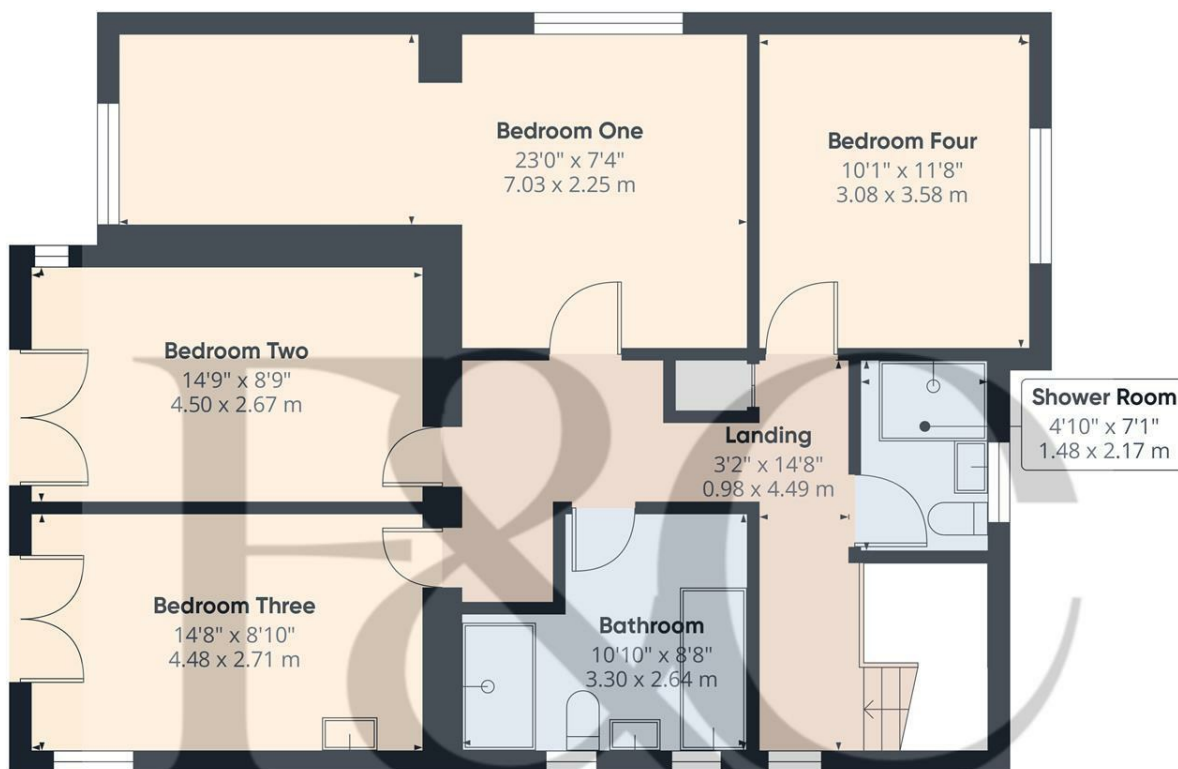 Bedroom One
23'0" x 7'4"
7.03 x 2.25 m
Bedroom Four
10'1" x 11'8"
3.08 x 3.58 m
Bedroom Two
14'9" x 8'9"
4.50 x 2.67 m
Shower Room
4'10" x 7'1"
1.48 x 2.17 m
Landing
3'2" x 14'8"
0.98 x 4.49 m
Bedroom Three
14'8" x 8'10"
4.48 x 2.71 m
Bathroom
10'10" x 8'8"
3.30 x 2.64 m
F&C